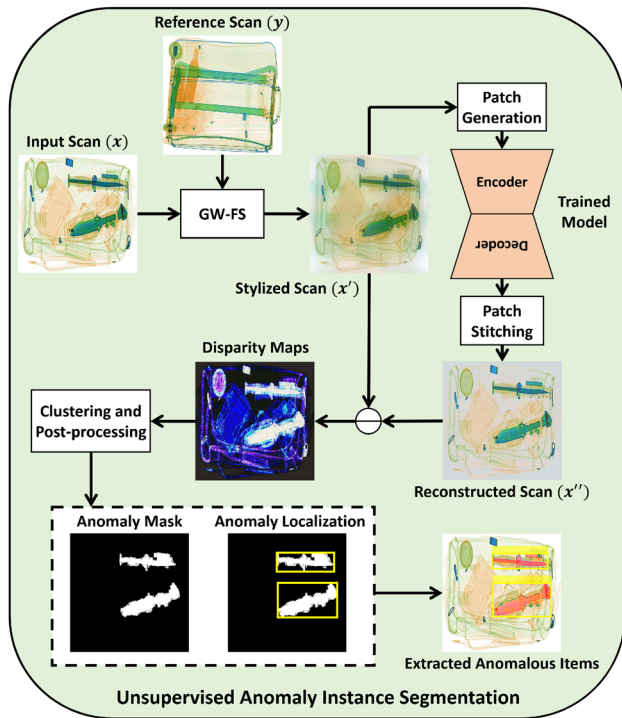 Reference Scan (y)
Input Scan (x)
GW-FS
Stylized Scan (x′)
Patch
Generation
Encoder
Decoder
Trained
Model
Patch
Stitching
Reconstructed Scan (x′′)
Disparity Maps
Clustering and
Post-processing
Anomaly Mask
Anomaly Localization
Extracted Anomalous Items
Unsupervised Anomaly Instance Segmentation